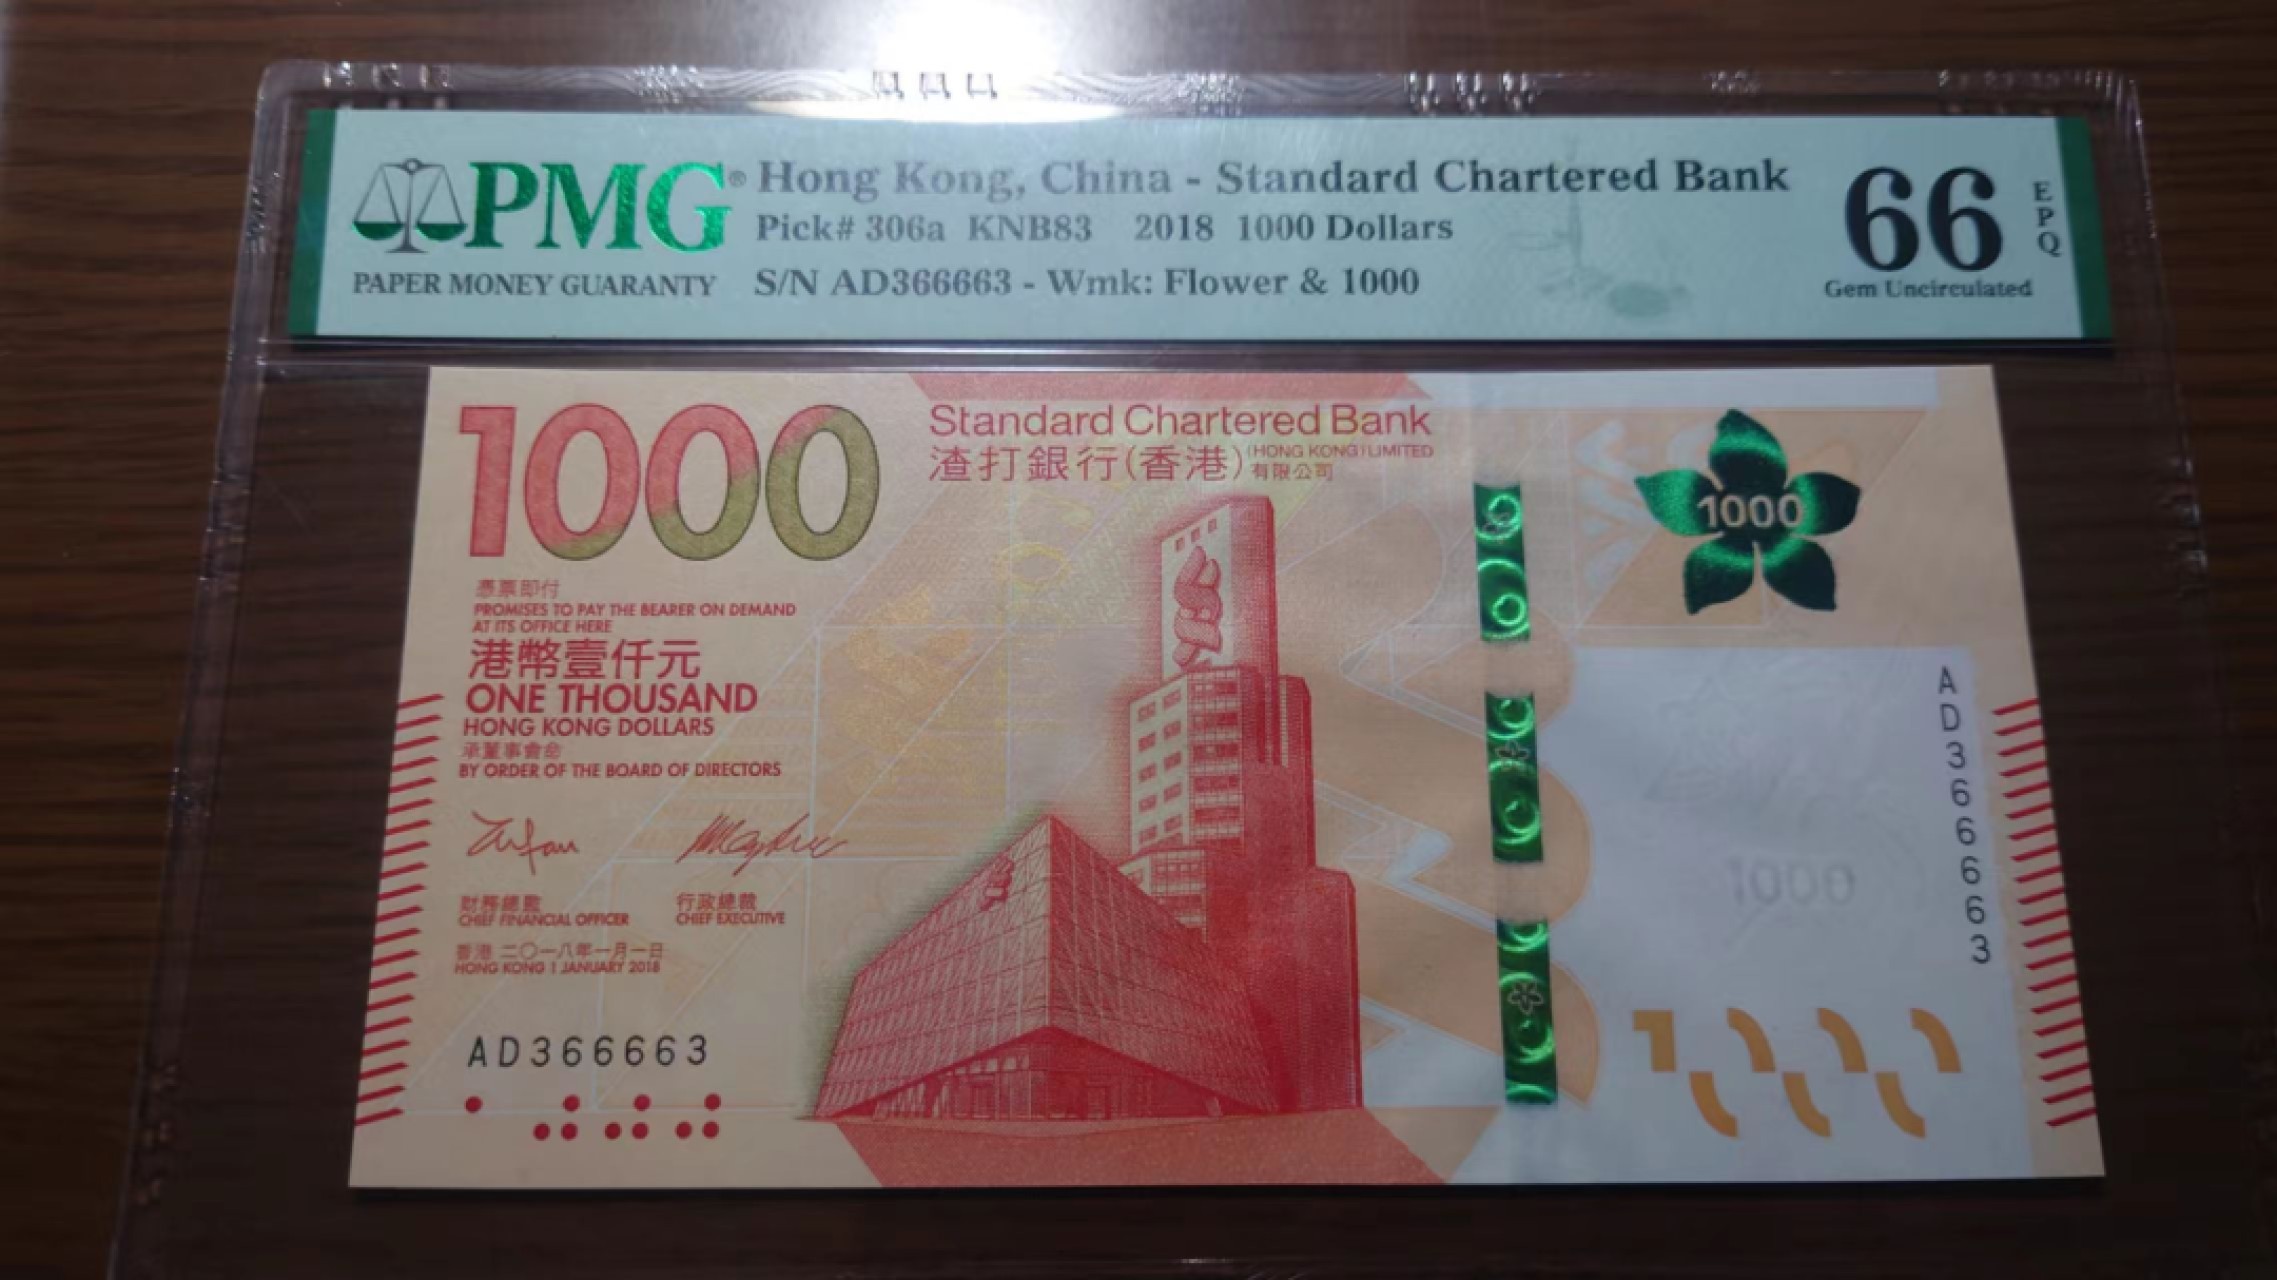 PMG® Hong Kong, China - Standard Chartered Bank
Pick# 306a KNB83 2018 1000 Dollars
PAPER MONEY GUARANTY
S/N AD366663 - Wmk: Flower & 1000
66
EPQ
Gem Uncirculated
1000
Standard Chartered Bank
渣打銀行(香港)
(HONG KONG) LIMITED
有限公司
1000
憑票即付
PROMISES TO PAY THE BEARER ON DEMAND
AT ITS OFFICE HERE
港幣壹仟元
ONE THOUSAND
HONG KONG DOLLARS
承董事會命
BY ORDER OF THE BOARD OF DIRECTORS
財務總監
CHIEF FINANCIAL OFFICER
行政總裁
CHIEF EXECUTIVE
香港 二〇一八年一月一日
HONG KONG 1 JANUARY 2018
AD366663
AD366663
1000
1000